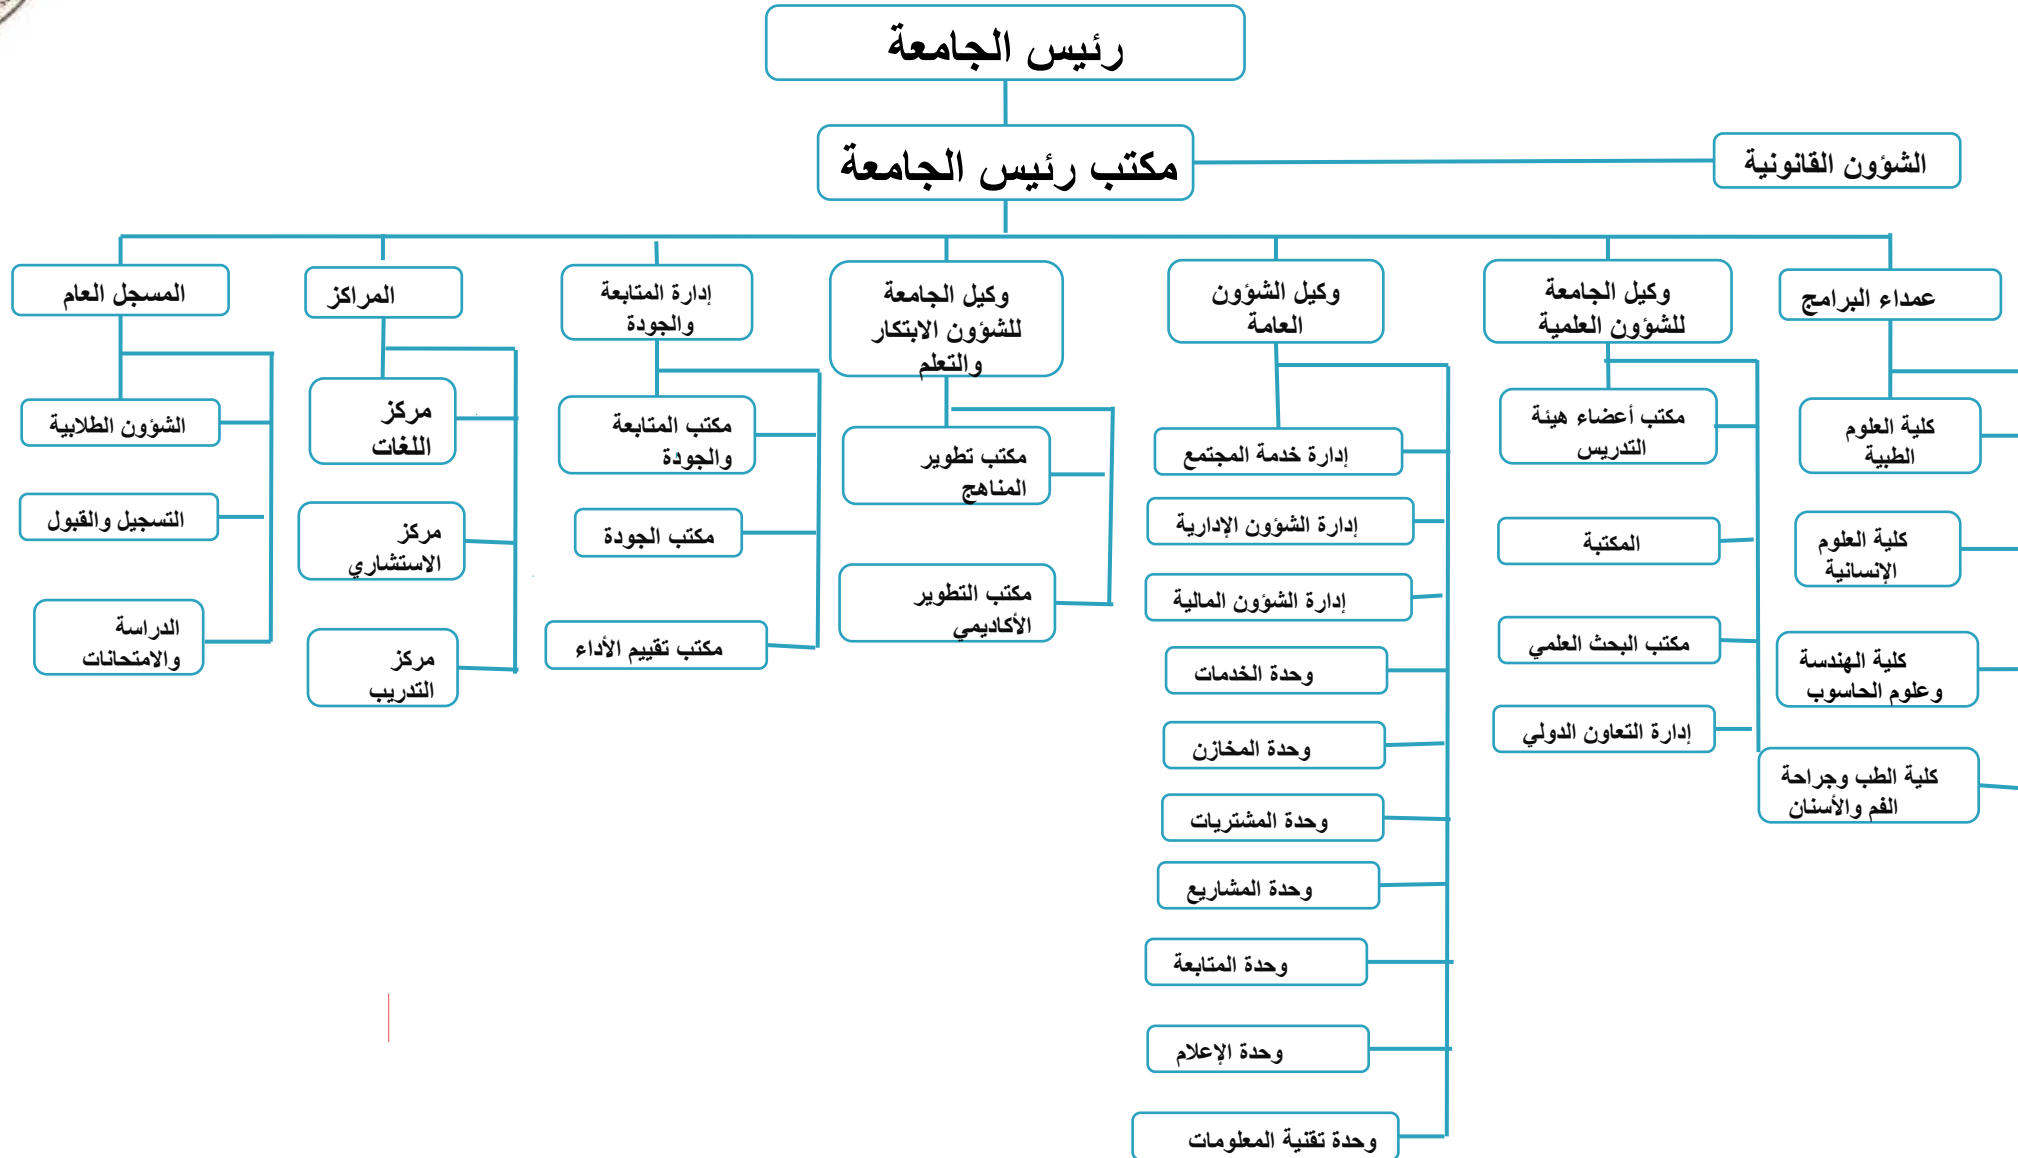 رئيس الجامعة
مكتب رئيس الجامعة
الشؤون القانونية
عمداء البرامج
كلية العلوم
الطبية
كلية العلوم
الإنسانية
كلية الهندسة
وعلوم الحاسوب
كلية الطب وجراحة
الفم والأسنان
وكيل الجامعة
للشؤون العلمية
مكتب أعضاء هيئة
التدريس
المكتبة
مكتب البحث العلمي
إدارة التعاون الدولي
وكيل الشؤون
العامة
إدارة خدمة المجتمع
إدارة الشؤون الإدارية
إدارة الشؤون المالية
وحدة الخدمات
وحدة المخازن
وحدة المشتريات
وحدة المشاريع
وحدة المتابعة
وحدة الإعلام
وحدة تقنية المعلومات
وكيل الجامعة
للشؤون الابتكار
والتعلم
مكتب تطوير
المناهج
مكتب التطوير
الأكاديمي
إدارة المتابعة
والجودة
مكتب المتابعة
والجودة
مكتب الجودة
مكتب تقييم الأداء
المراكز
مركز
اللغات
مركز
الاستشاري
مركز
التدريب
المسجل العام
الشؤون الطلابية
التسجيل والقبول
الدراسة
والامتحانات